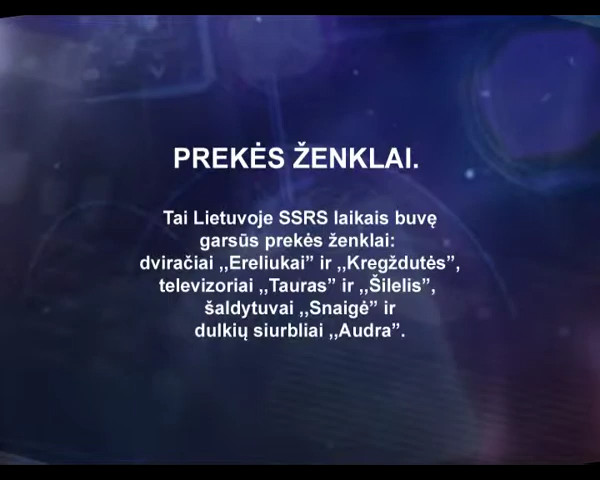 PREKĖS ŽENKLAI.
Tai Lietuvoje SSRS laikais buvę
garsūs prekės ženklai:
dviračiai ,,Ereliukai” ir ,,Kregždutės”,
televizoriai ,,Tauras” ir ,,Šilelis”,
šaldytuvai ,,Snaigė” ir
dulkių siurbliai ,,Audra”.